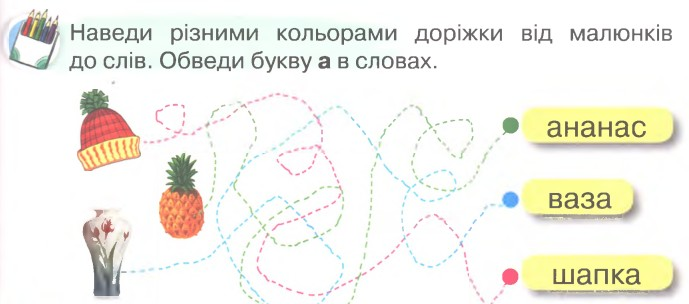 Наведи різними кольорами доріжки від малюнків
до слів. Обведи букву а в словах.
ананас
ваза
шапка